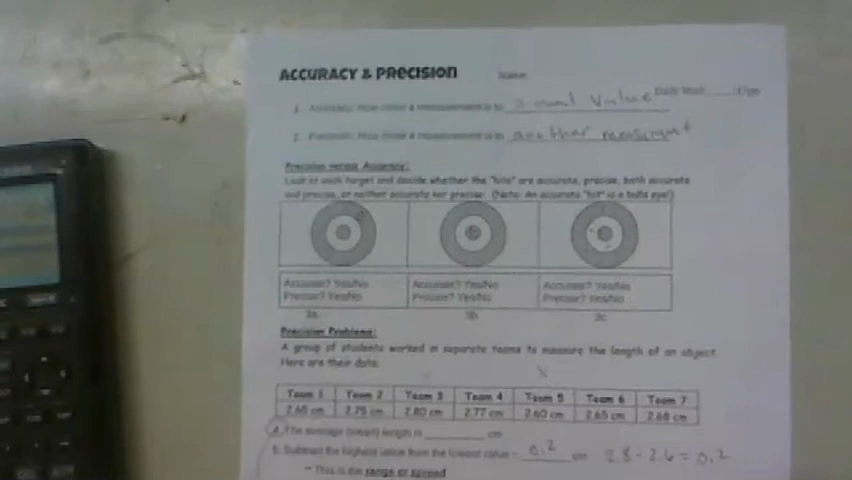 ACCURACY & PRECISION Name
Daily Work
1. Accuracy: How close a measurement is to actual value
2. Precision: How close a measurement is to another measurment
Precision versus Accuracy:
Look at each target and decide whether the "hits" are accurate, precise, both accurate
and precise, or neither accurate nor precise. (Note: An accurate "hit" is a bulls eye!)
Accurate? Yes/No Accurate? Yes/No Accurate? Yes/No
Precise? Yes/No Precise? Yes/No Precise? Yes/No
3a 3b 3c
Precision Problems:
A group of students worked in separate teams to measure the length of an object.
Here are their data:
Team 1 Team 2 Team 3 Team 4 Team 5 Team 6 Team 7
2.65 cm 2.75 cm 2.80 cm 2.77 cm 2.60 cm 2.65 cm 2.68 cm
4. The average (mean) length is ________ cm
5. Subtract the highest value from the lowest value = 0.2 cm 2.8 - 2.6 = 0.2
- This is the range or spread